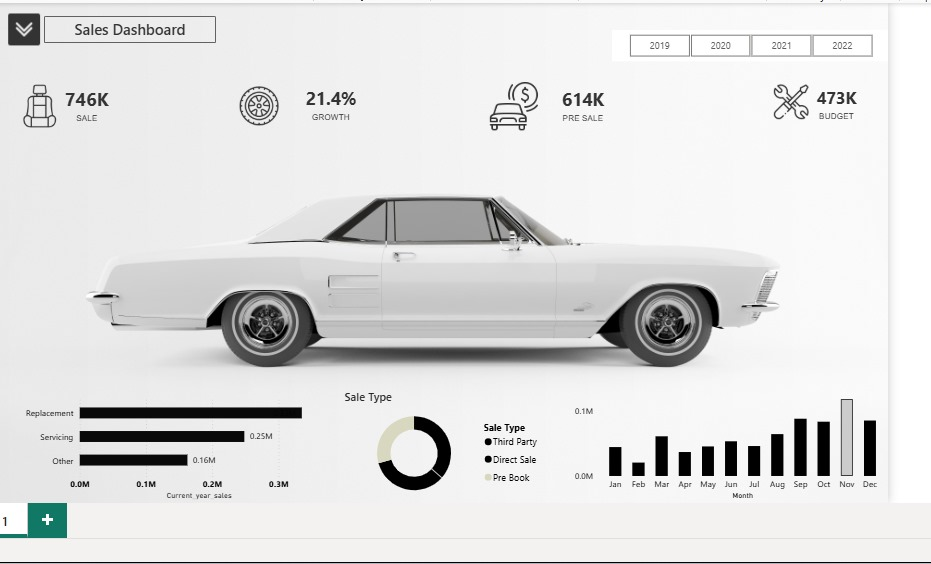 Sales Dashboard
2019 2020 2021 2022
746K
SALE
21.4%
GROWTH
$
614K
PRE SALE
473K
BUDGET
Replacement
Servicing 0.25M
Other 0.16M
0.0M 0.1M 0.2M 0.3M
Current_year_sales
Sale Type
Sale Type
Third Party
Direct Sale
Pre Book
0.1M
0.0M
Jan Feb Mar Apr May Jun Jul Aug Sep Oct Nov Dec
Month
1 +